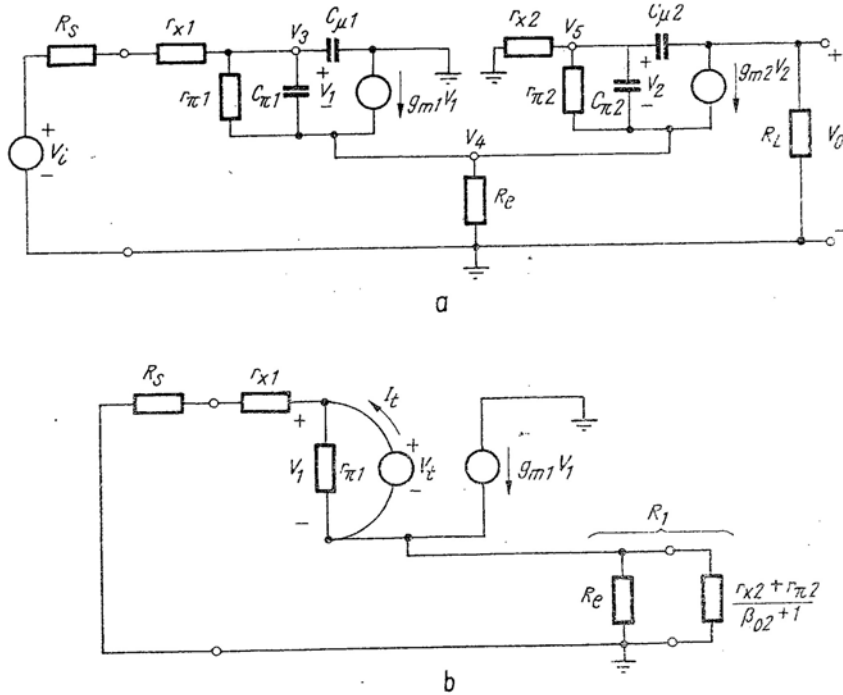 R_s
r_x1
V_3
C_μ1
r_x2
V_5
C_μ2
V_i
r_π1
C_π1
V_1
g_m1 V_1
r_π2
C_π2
V_2
g_m2 V_2
R_L
V_0
V_4
R_e
+
−
a
R_s
r_x1
I_t
V_1
r_π1
V_t
g_m1 V_1
R_1
R_e
r_x2 + r_π2
β_02 + 1
b